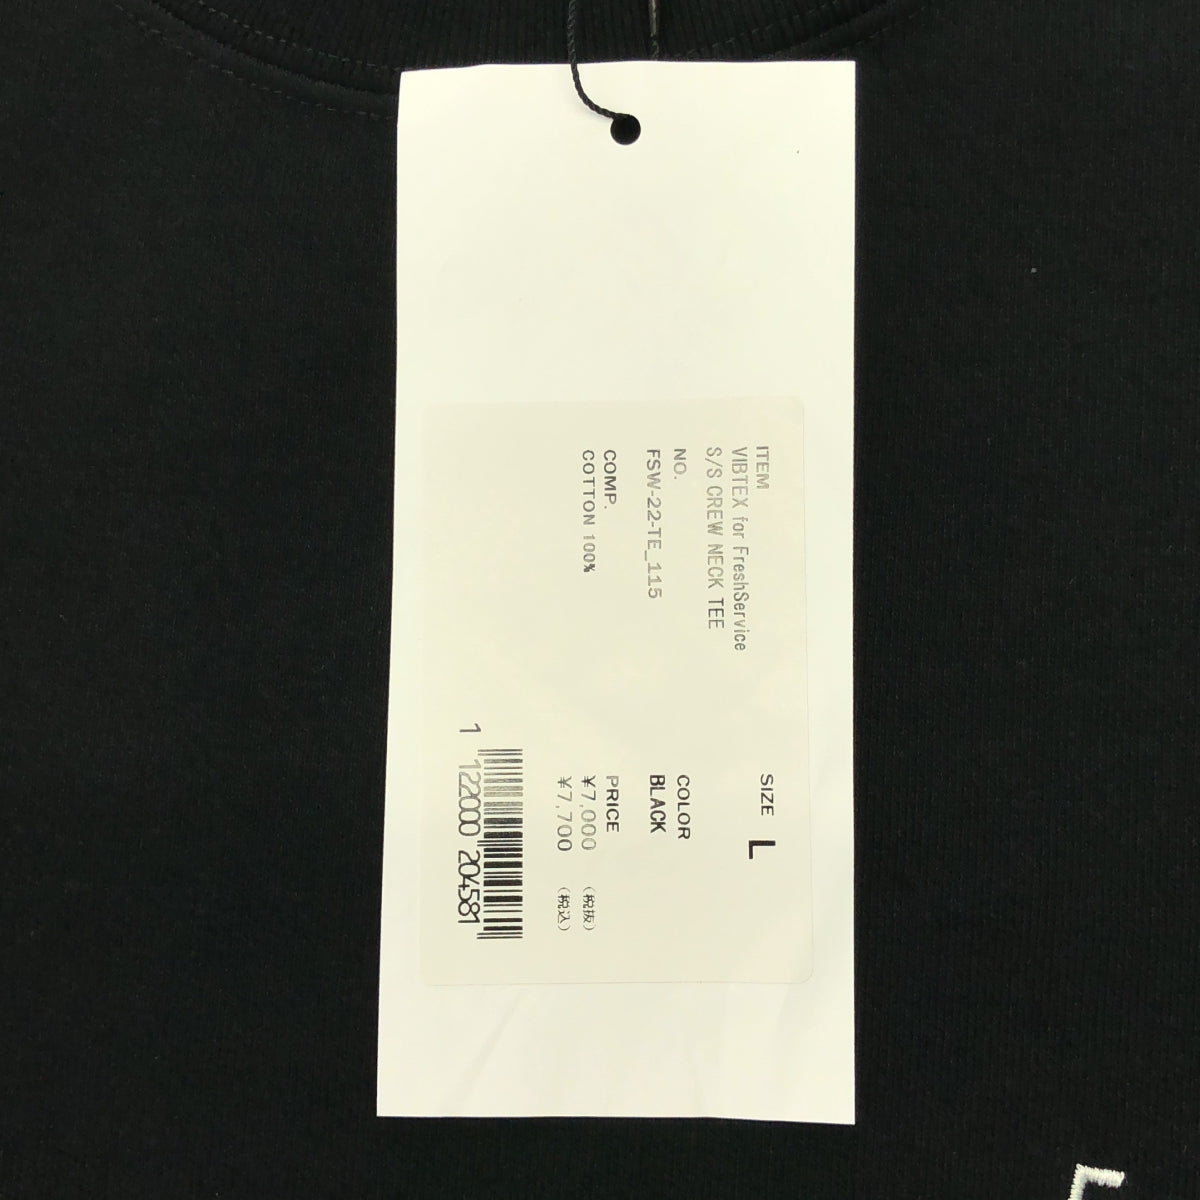 ITEM
VIBTEX for FreshService
S/S CREW NECK TEE
NO.
FSW-22-TE_115
COMP.
COTTON 100%
SIZE L
COLOR
BLACK
PRICE
¥7,000 (税抜)
¥7,700 (税込)
1 122000 204581